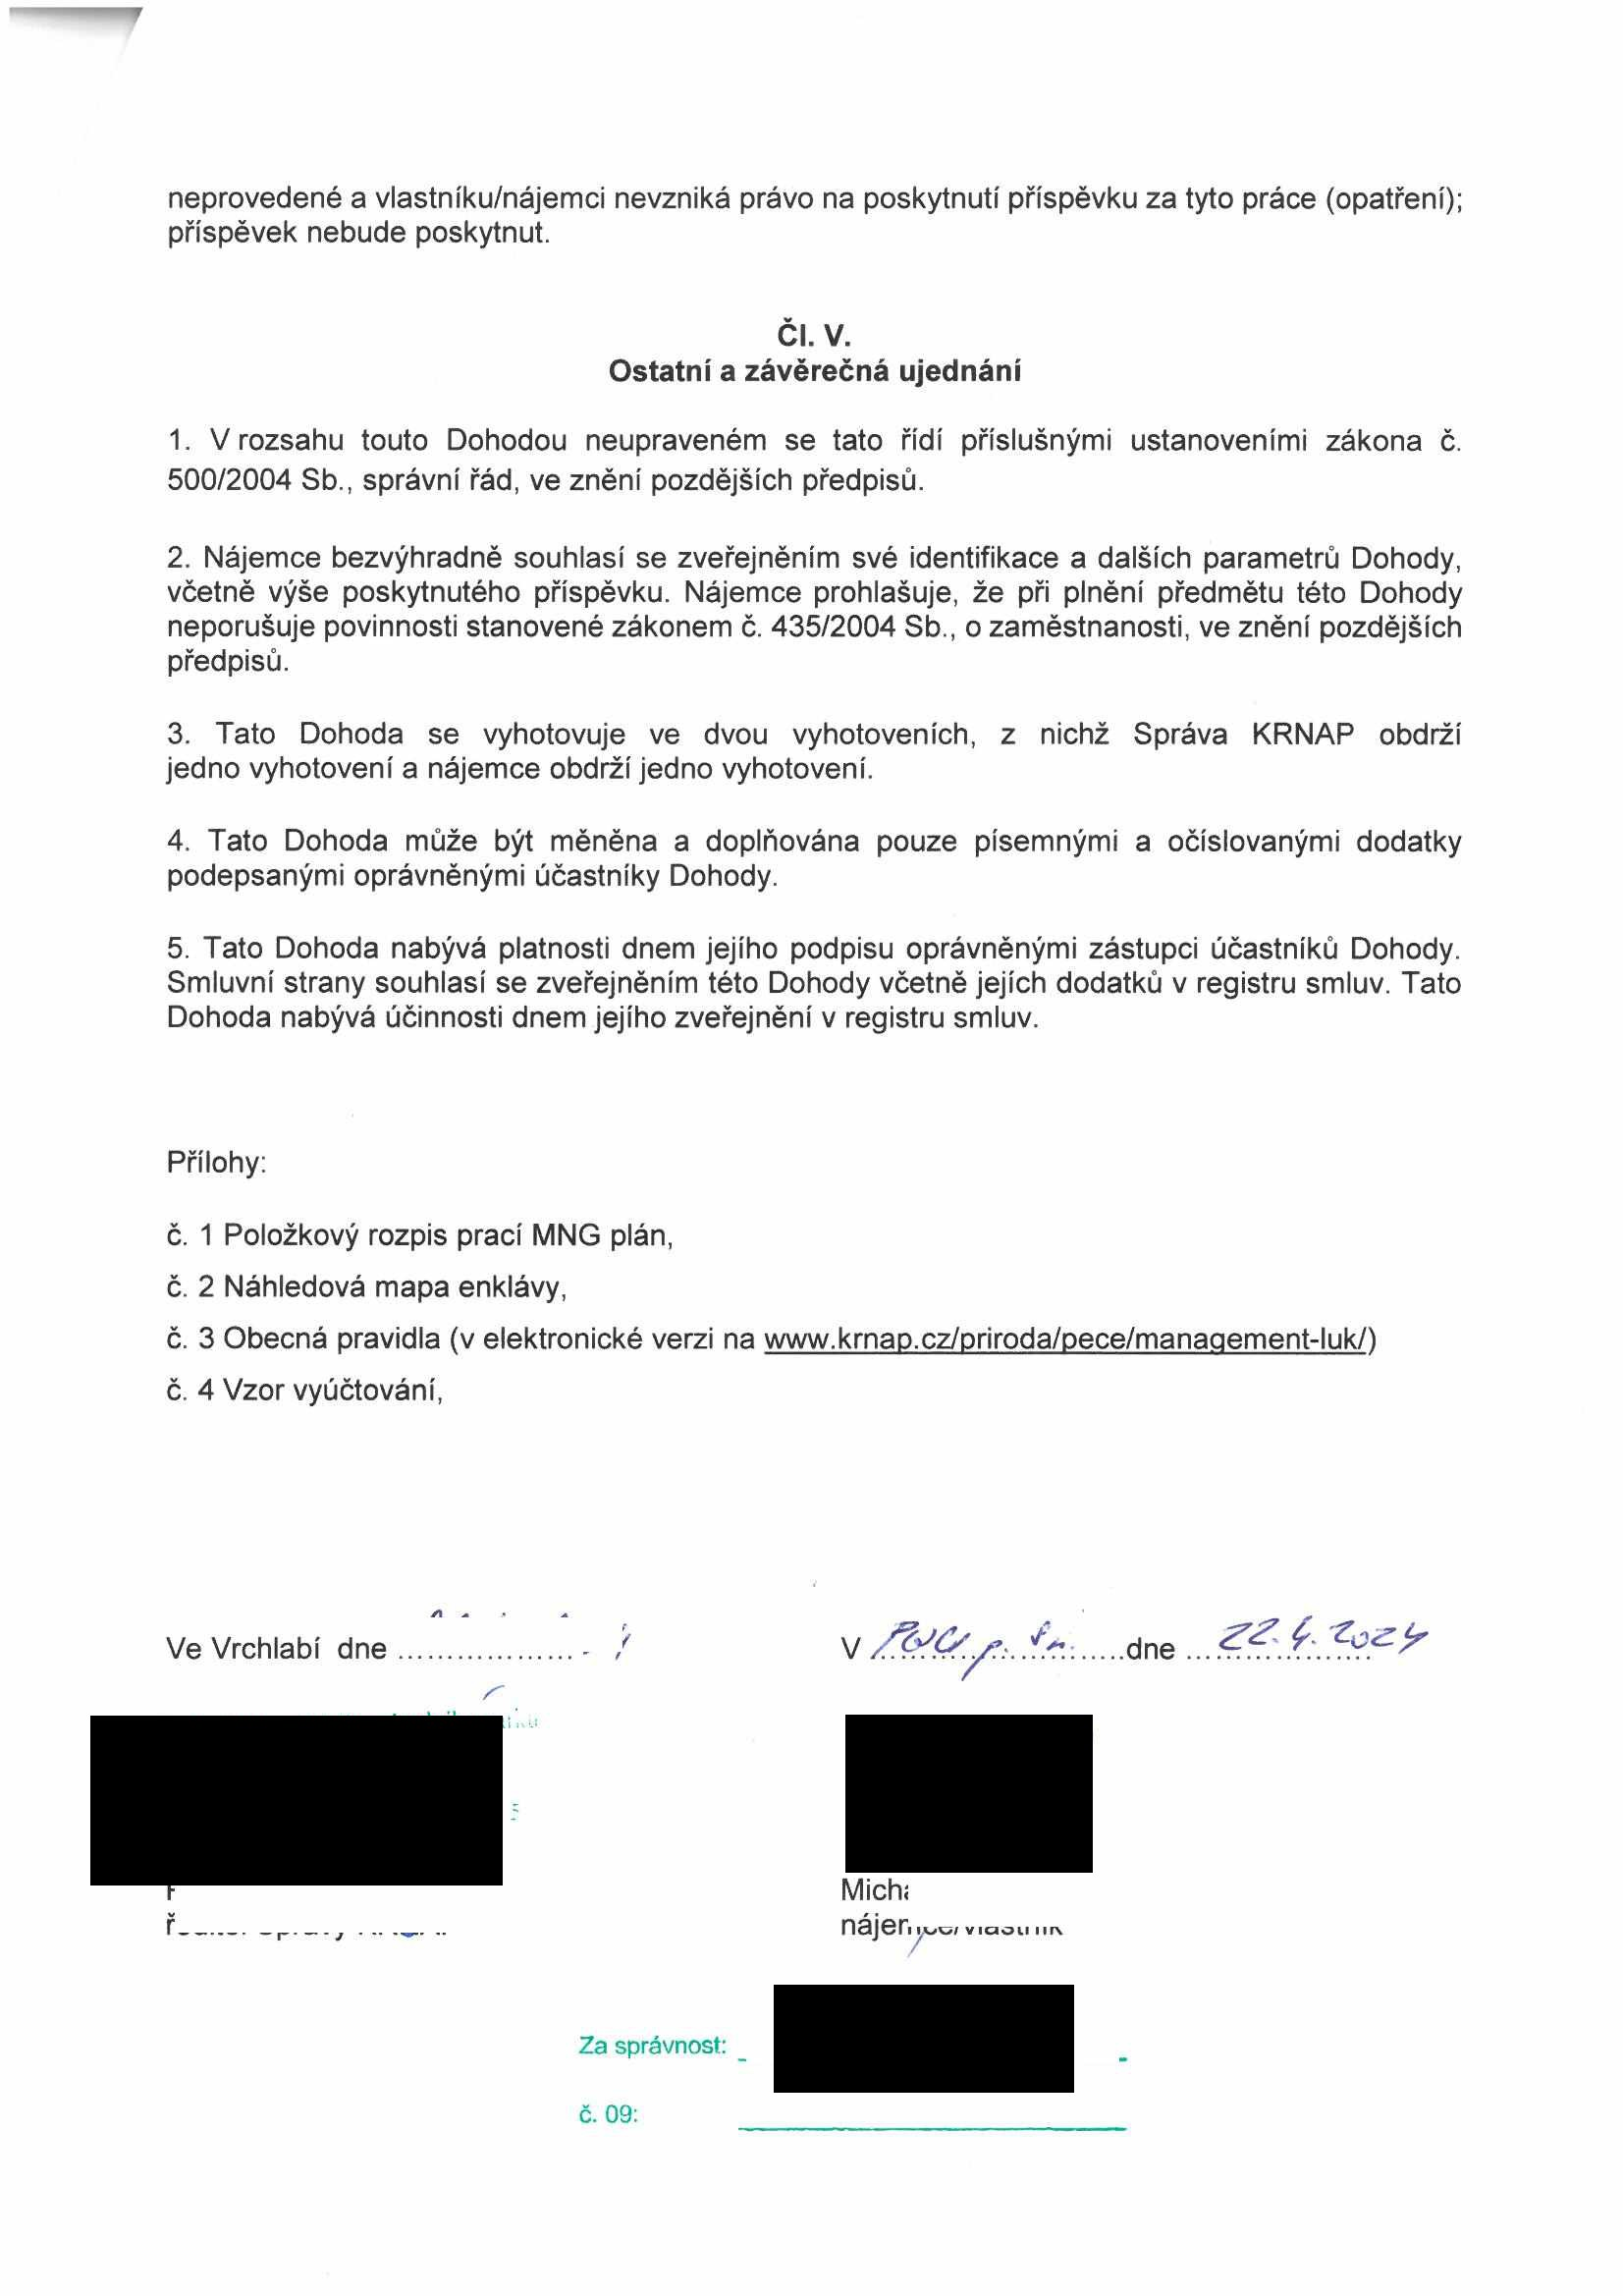 neprovedené a vlastníku/nájemci nevzniká právo na poskytnutí příspěvku za tyto práce (opatření);
příspěvek nebude poskytnut.
Čl. V.
Ostatní a závěrečná ujednání
1. V rozsahu touto Dohodou neupraveném se tato řídí příslušnými ustanoveními zákona č.
500/2004 Sb., správní řád, ve znění pozdějších předpisů.
2. Nájemce bezvýhradně souhlasí se zveřejněním své identifikace a dalších parametrů Dohody,
včetně výše poskytnutého příspěvku. Nájemce prohlašuje, že při plnění předmětu této Dohody
neporušuje povinnosti stanovené zákonem č. 435/2004 Sb., o zaměstnanosti, ve znění pozdějších
předpisů.
3. Tato Dohoda se vyhotovuje ve dvou vyhotoveních, z nichž Správa KRNAP obdrží
jedno vyhotovení a nájemce obdrží jedno vyhotovení.
4. Tato Dohoda může být měněna a doplňována pouze písemnými a očíslovanými dodatky
podepsanými oprávněnými účastníky Dohody.
5. Tato Dohoda nabývá platnosti dnem jejího podpisu oprávněnými zástupci účastníků Dohody.
Smluvní strany souhlasí se zveřejněním této Dohody včetně jejích dodatků v registru smluv. Tato
Dohoda nabývá účinnosti dnem jejího zveřejnění v registru smluv.
Přílohy:
č. 1 Položkový rozpis prací MNG plán,
č. 2 Náhledová mapa enklávy,
č. 3 Obecná pravidla (v elektronické verzi na www.krnap.cz/priroda/pece/management-luk/)
č. 4 Vzor vyúčtování,
Ve Vrchlabí dne ..................
V ............ dne 22.4.2024
nájemce/vlastník
Za správnost:
č. 09: